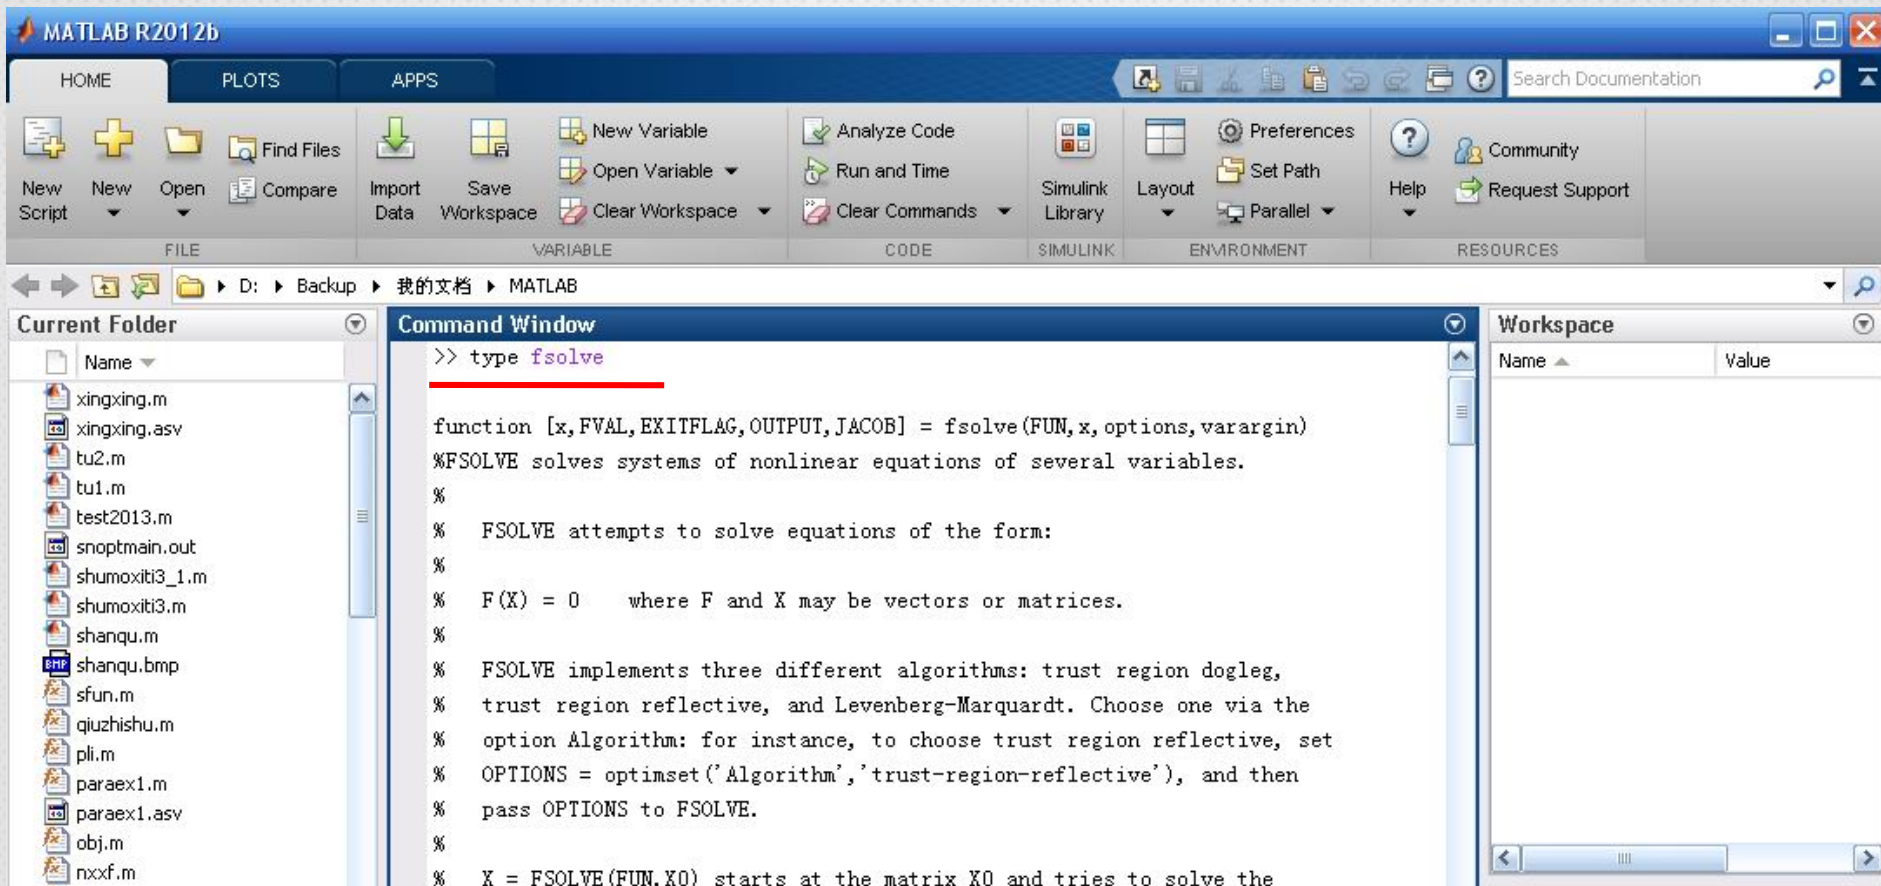 MATLAB R2012b
HOME PLOTS APPS Search Documentation
New Script New Open Find Files Compare
Import Data Save Workspace New Variable Open Variable Clear Workspace
Analyze Code Run and Time Clear Commands
Simulink Library Layout Preferences Set Path Parallel
Help Community Request Support
FILE VARIABLE CODE SIMULINK ENVIRONMENT RESOURCES
D: Backup 我的文档 MATLAB
Current Folder
Name
xingxing.m
xingxing.asv
tu2.m
tu1.m
test2013.m
snoptmain.out
shumoxiti3_1.m
shumoxiti3.m
shanqu.m
shanqu.bmp
sfun.m
qiuzhishu.m
pli.m
paraex1.m
paraex1.asv
obj.m
nxxf.m
Command Window
>> type fsolve
function [x,FVAL,EXITFLAG,OUTPUT,JACOB] = fsolve(FUN,x,options,varargin)
%FSOLVE solves systems of nonlinear equations of several variables.
%
% FSOLVE attempts to solve equations of the form:
%
% F(X) = 0 where F and X may be vectors or matrices.
%
% FSOLVE implements three different algorithms: trust region dogleg,
% trust region reflective, and Levenberg-Marquardt. Choose one via the
% option Algorithm: for instance, to choose trust region reflective, set
% OPTIONS = optimset('Algorithm','trust-region-reflective'), and then
% pass OPTIONS to FSOLVE.
%
% X = FSOLVE(FUN,X0) starts at the matrix X0 and tries to solve the
Workspace
Name Value